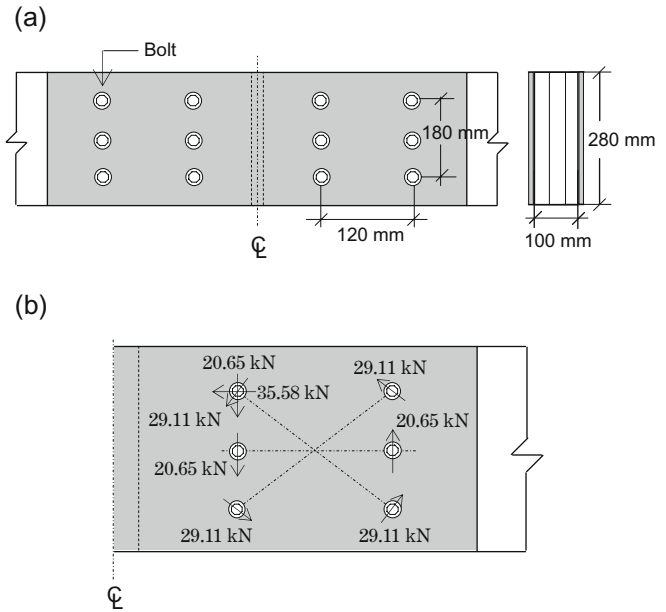 (a)
Bolt
180 mm
280 mm
120 mm
100 mm
℄
(b)
20.65 kN
29.11 kN
35.58 kN
29.11 kN
20.65 kN
20.65 kN
29.11 kN
29.11 kN
℄